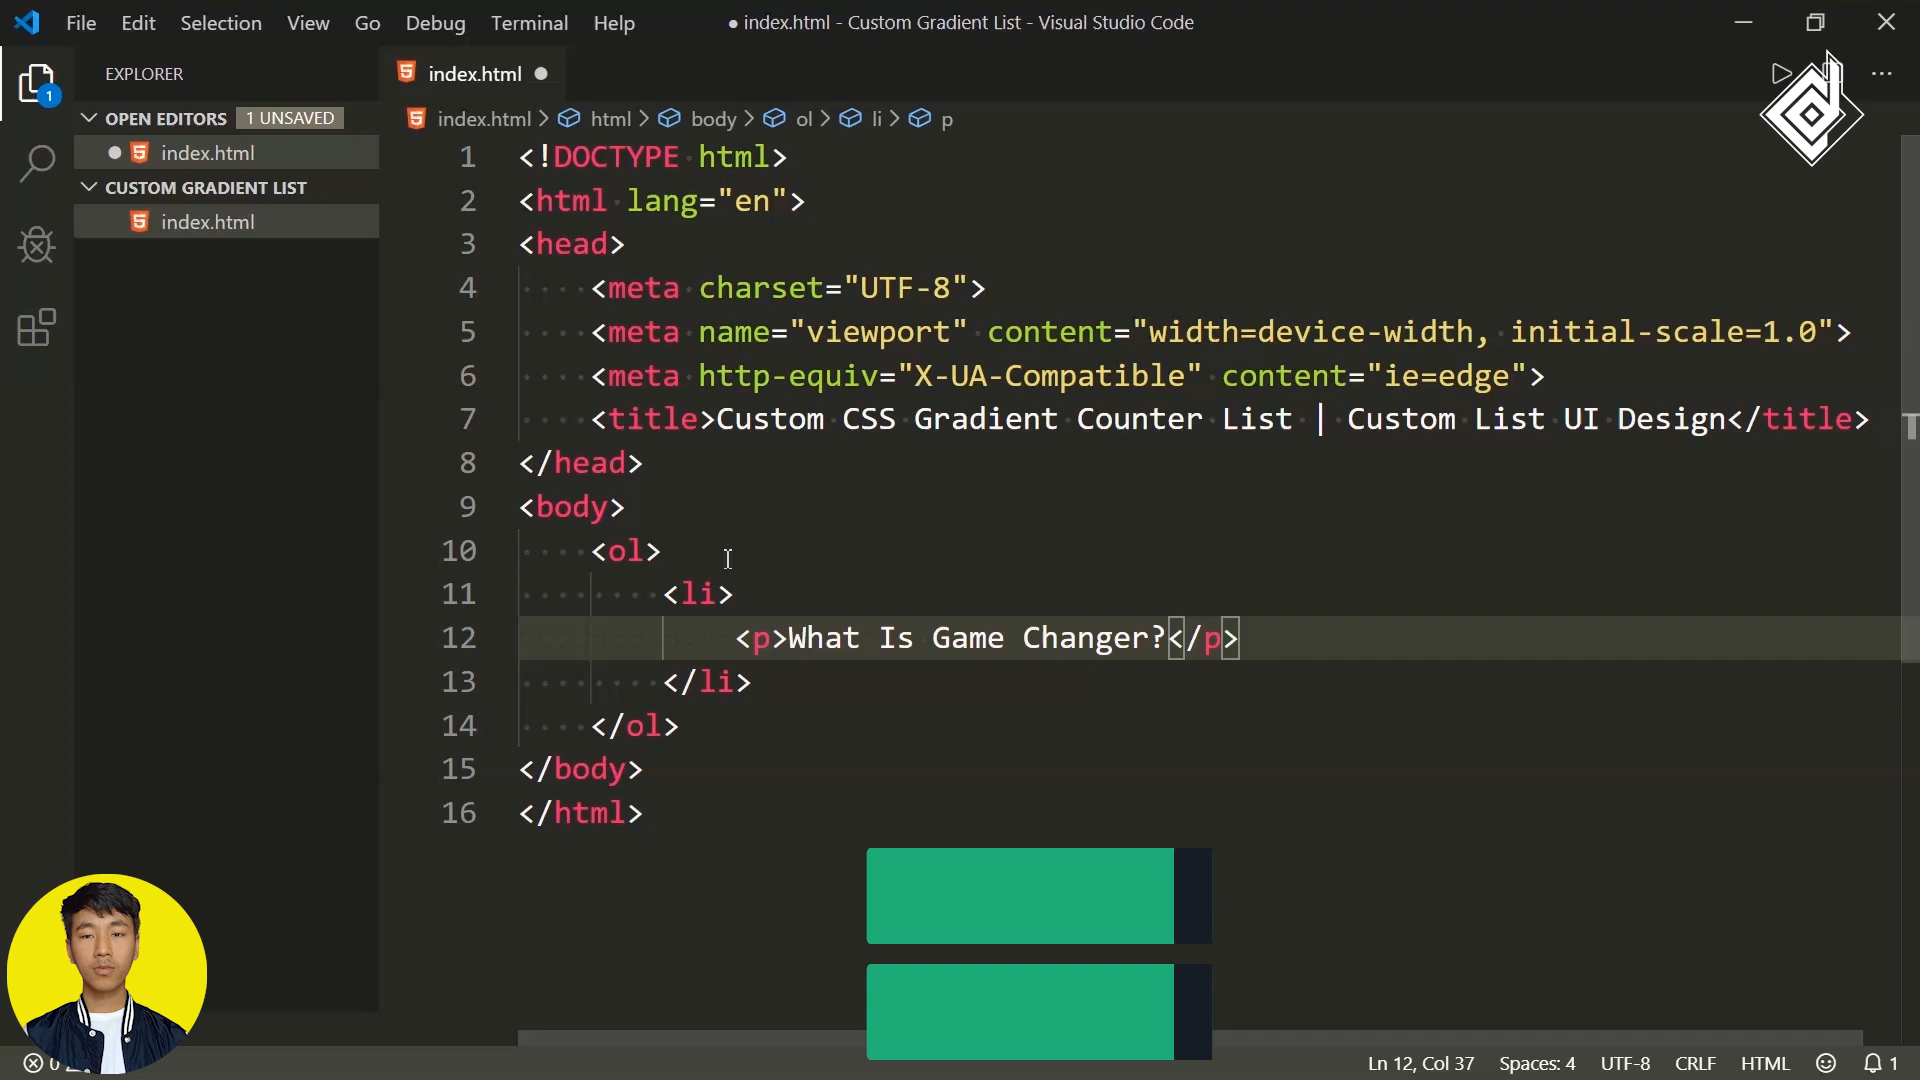 File Edit Selection View Go Debug Terminal Help
● index.html - Custom Gradient List - Visual Studio Code
EXPLORER
index.html
OPEN EDITORS 1 UNSAVED
index.html
CUSTOM GRADIENT LIST
index.html
1
index.html > html > body > ol > li > p
1 <!DOCTYPE html>
2 <html lang="en">
3 <head>
4 <meta charset="UTF-8">
5 <meta name="viewport" content="width=device-width, initial-scale=1.0">
6 <meta http-equiv="X-UA-Compatible" content="ie=edge">
7 <title>Custom CSS Gradient Counter List | Custom List UI Design</title>
8 </head>
9 <body>
10 <ol>
11 <li>
12 <p>What Is Game Changer?</p>
13 </li>
14 </ol>
15 </body>
16 </html>
0
Ln 12, Col 37 Spaces: 4 UTF-8 CRLF HTML 1